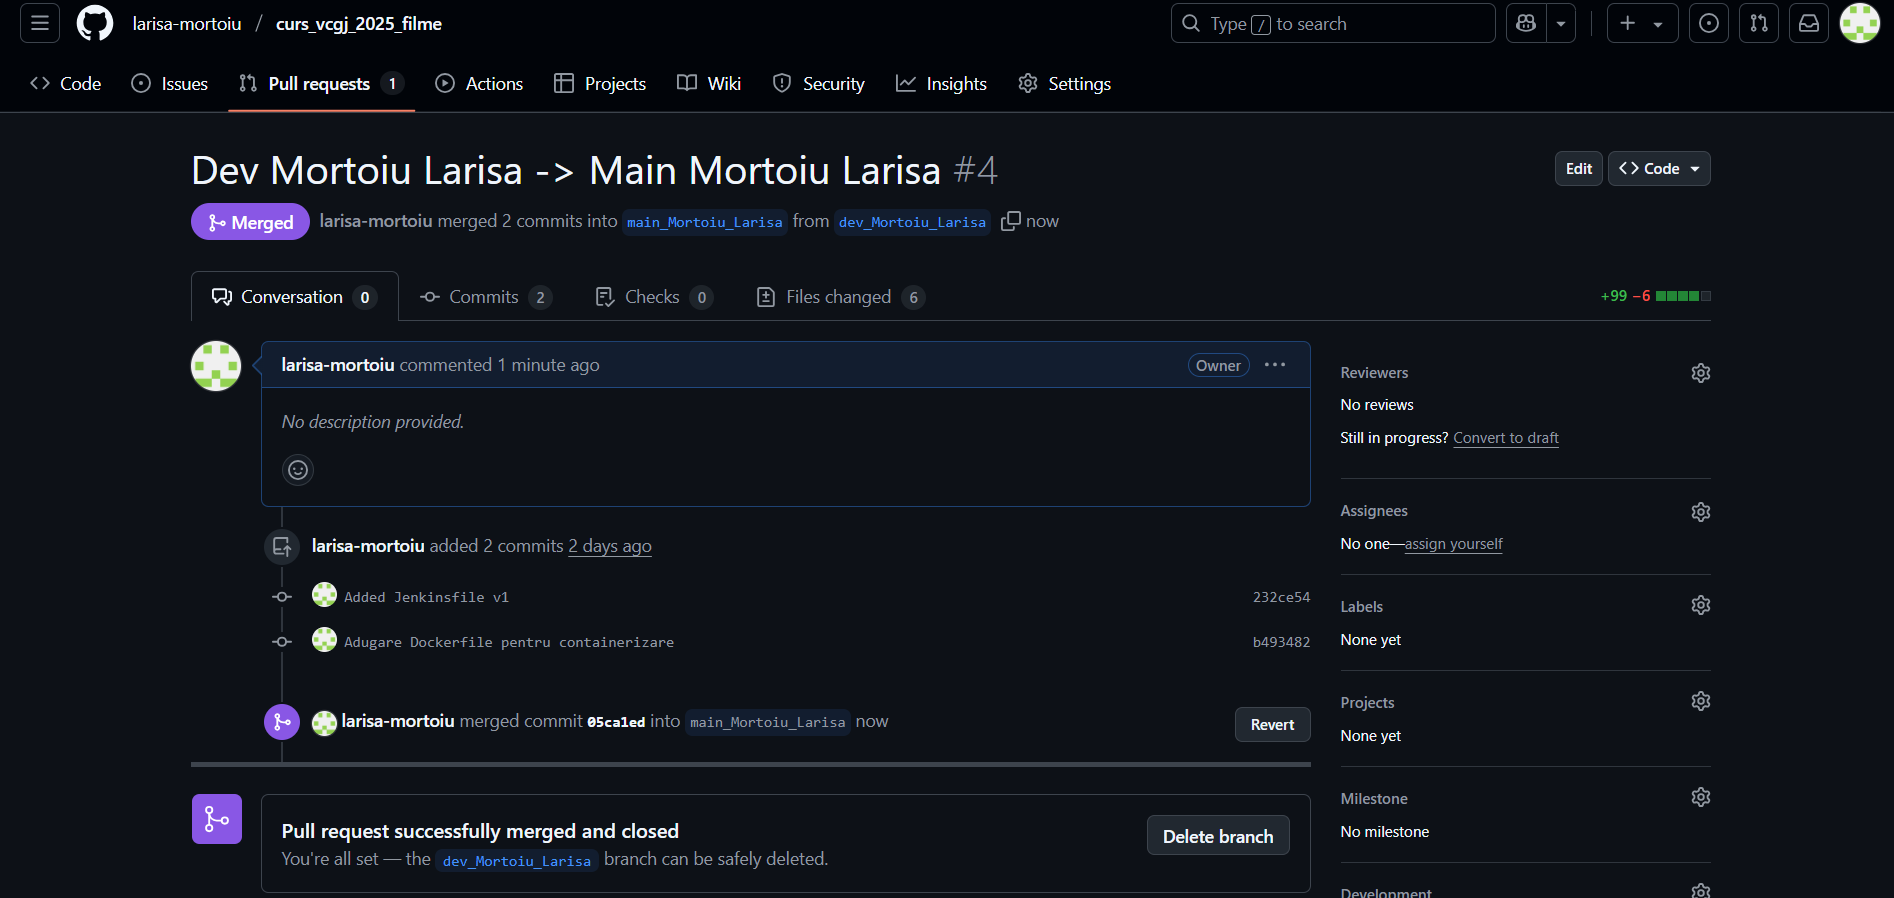 larisa-mortoiu / curs_vcgj_2025_filme
Type / to search
Code Issues Pull requests 1 Actions Projects Wiki Security Insights Settings
Dev Mortoiu Larisa -> Main Mortoiu Larisa #4
Edit Code
Merged larisa-mortoiu merged 2 commits into main_Mortoiu_Larisa from dev_Mortoiu_Larisa now
Conversation 0 Commits 2 Checks 0 Files changed 6
+99 −6
larisa-mortoiu commented 1 minute ago
Owner
No description provided.
larisa-mortoiu added 2 commits 2 days ago
Added Jenkinsfile v1 232ce54
Adugare Dockerfile pentru containerizare b493482
larisa-mortoiu merged commit 05ca1ed into main_Mortoiu_Larisa now
Revert
Pull request successfully merged and closed
You're all set — the dev_Mortoiu_Larisa branch can be safely deleted.
Delete branch
Reviewers
No reviews
Still in progress? Convert to draft
Assignees
No one—assign yourself
Labels
None yet
Projects
None yet
Milestone
No milestone
Development